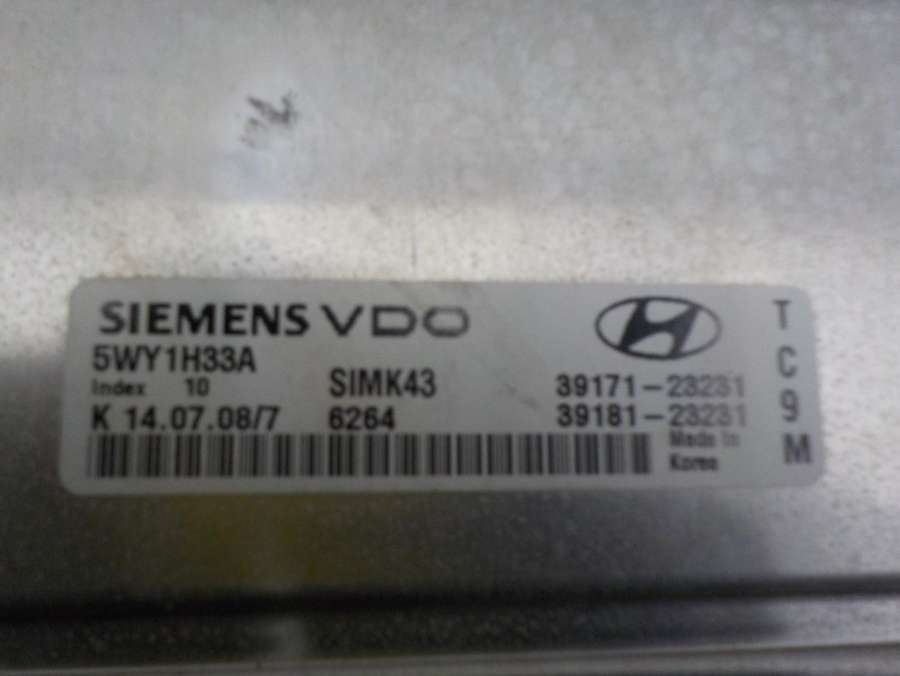 SIEMENS VDO
5WY1H33A
Index 10 SIMK43 39171-23231
K 14.07.08/7 6264 39181-23231
Made In
Korea
T
C
9
M